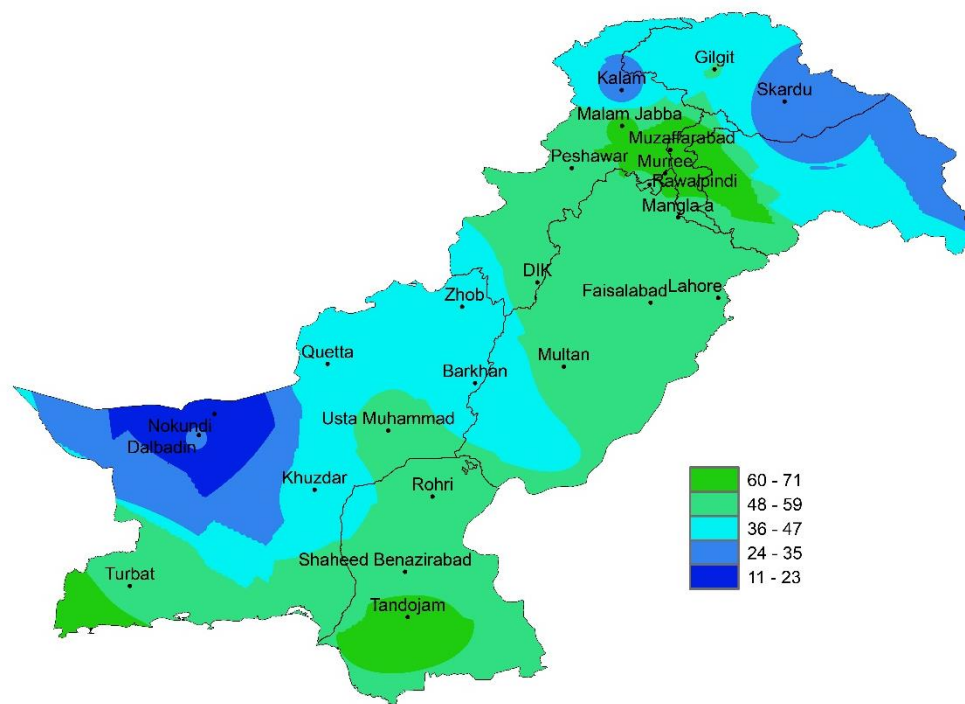 Gilgit
Kalam
Skardu
Malam Jabba
Muzaffarabad
Peshawar
Murree
Rawalpindi
Mangla a
DIK
Zhob
Faisalabad
Lahore
Quetta
Multan
Barkhan
Usta Muhammad
Nokundi
Dalbadin
Khuzdar
Rohri
60 - 71
48 - 59
36 - 47
24 - 35
11 - 23
Shaheed Benazirabad
Turbat
Tandojam